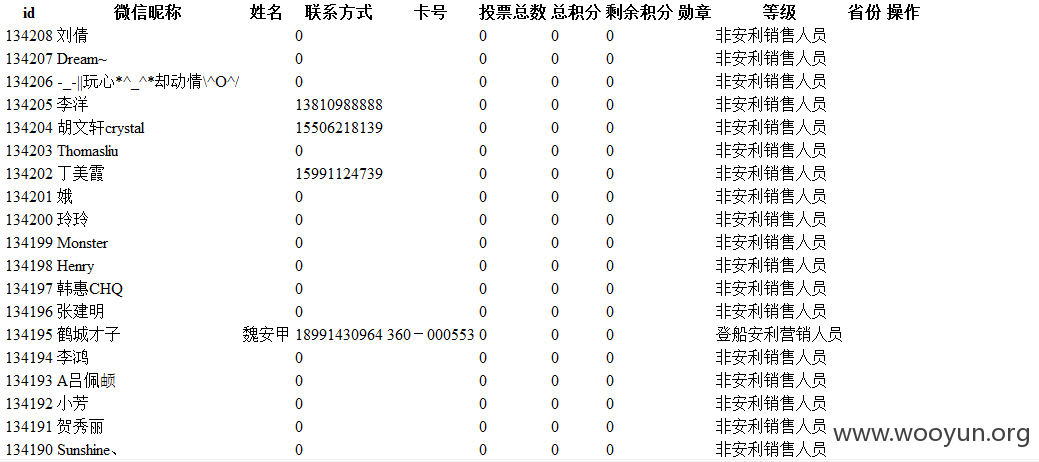 id 微信昵称 姓名 联系方式 卡号 投票总数 总积分 剩余积分 勋章 等级 省份 操作
134208 刘倩 0 0 0 0 非安利销售人员
134207 Dream~ 0 0 0 0 非安利销售人员
134206 -_-||玩心*^_^*却动情\^O^/ 0 0 0 0 非安利销售人员
134205 李洋 13810988888 0 0 0 非安利销售人员
134204 胡文轩crystal 15506218139 0 0 0 非安利销售人员
134203 Thomasliu 0 0 0 0 非安利销售人员
134202 丁美霞 15991124739 0 0 0 非安利销售人员
134201 娥 0 0 0 0 非安利销售人员
134200 玲玲 0 0 0 0 非安利销售人员
134199 Monster 0 0 0 0 非安利销售人员
134198 Henry 0 0 0 0 非安利销售人员
134197 韩惠CHQ 0 0 0 0 非安利销售人员
134196 张建明 0 0 0 0 非安利销售人员
134195 鹤城才子 魏安甲 18991430964 360－000553 0 0 0 登船安利营销人员
134194 李鸿 0 0 0 0 非安利销售人员
134193 A吕佩颃 0 0 0 0 非安利销售人员
134192 小芳 0 0 0 0 非安利销售人员
134191 贺秀丽 0 0 0 0 非安利销售人员
134190 Sunshine、 0 0 0 0 非安利销售人员
www.wooyun.org